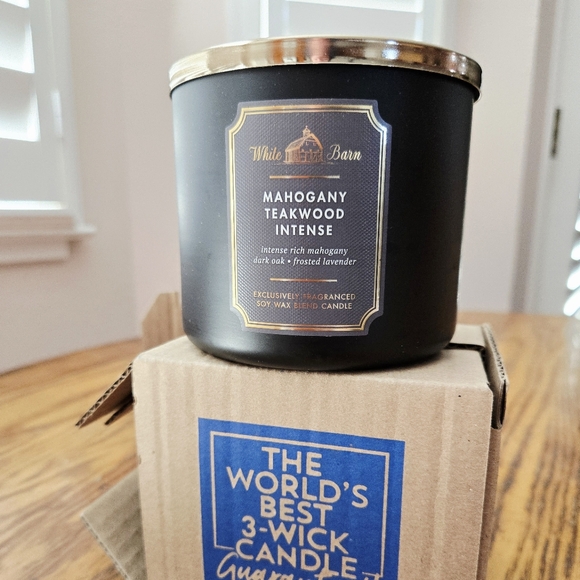 White Barn
MAHOGANY
TEAKWOOD
INTENSE
intense rich mahogany
dark oak • frosted lavender
EXCLUSIVELY FRAGRANCED
SOY WAX BLEND CANDLE
THE
WORLD'S
BEST
3-WICK
CANDLE